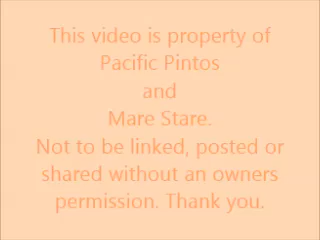 This video is property of
Pacific Pintos
and
Mare Stare.
Not to be linked, posted or
shared without an owners
permission. Thank you.